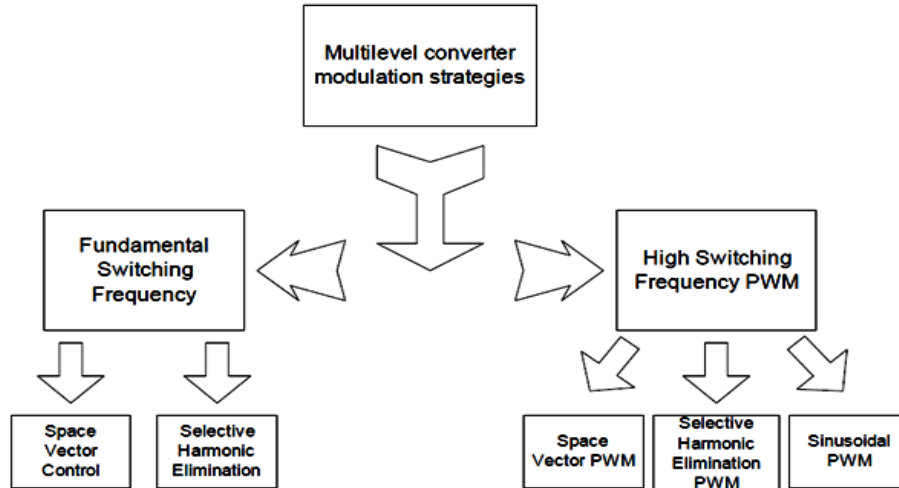 Multilevel converter
modulation strategies
Fundamental
Switching
Frequency
High Switching
Frequency PWM
Space
Vector
Control
Selective
Harmonic
Elimination
Space
Vector PWM
Selective
Harmonic
Elimination
PWM
Sinusoidal
PWM